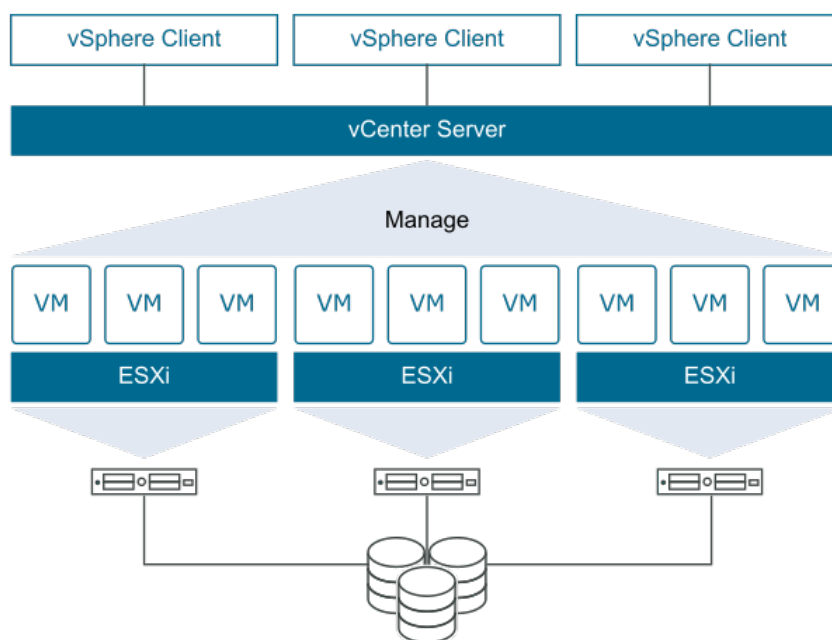 vSphere Client
vSphere Client
vSphere Client
vCenter Server
Manage
VM
VM
VM
VM
VM
VM
VM
VM
VM
ESXi
ESXi
ESXi